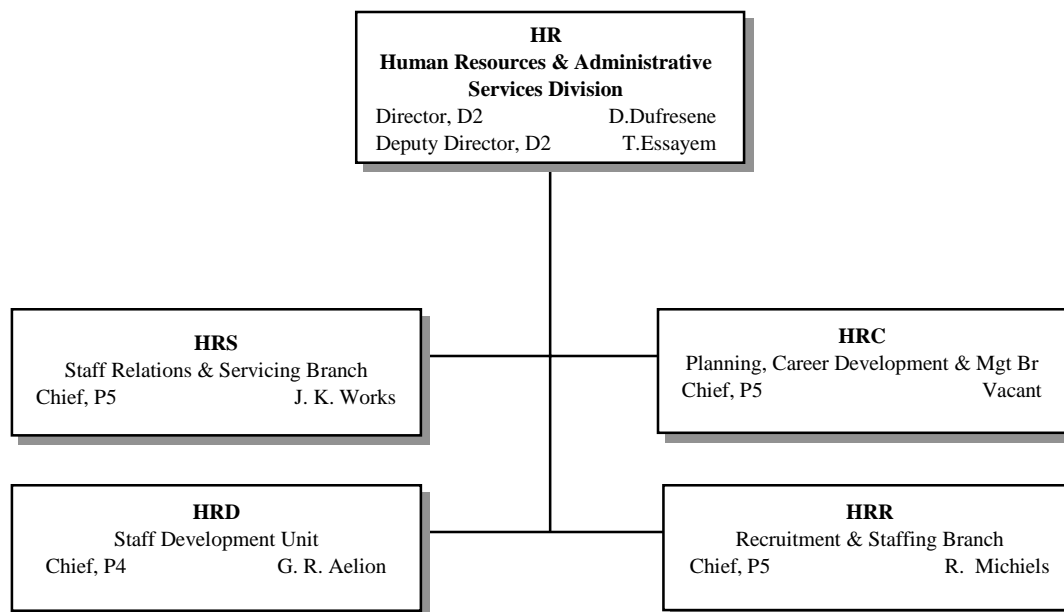 HR
Human Resources & Administrative
Services Division
Director, D2 D.Dufresene
Deputy Director, D2 T.Essayem
HRS
Staff Relations & Servicing Branch
Chief, P5 J. K. Works
HRC
Planning, Career Development & Mgt Br
Chief, P5 Vacant
HRD
Staff Development Unit
Chief, P4 G. R. Aelion
HRR
Recruitment & Staffing Branch
Chief, P5 R. Michiels